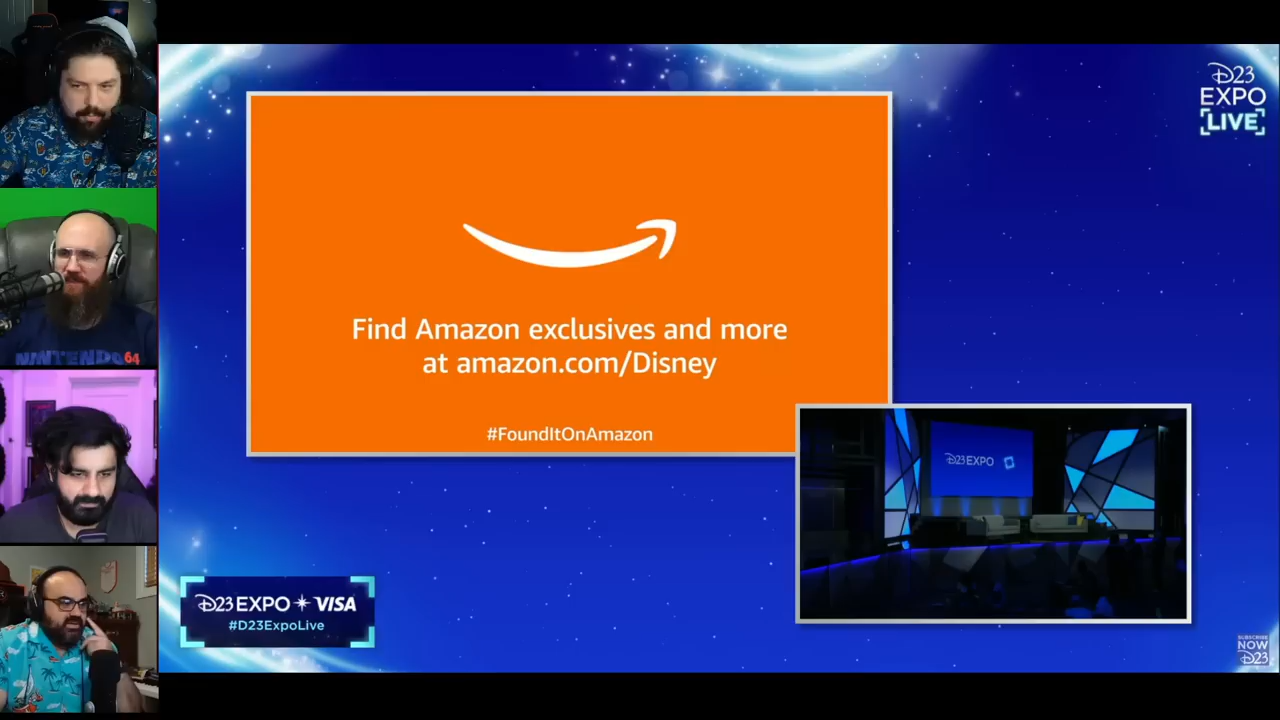 D23
EXPO
LIVE
Find Amazon exclusives and more
at amazon.com/Disney
#FoundItOnAmazon
NINTENDO 64
D23 EXPO
D23 EXPO VISA
#D23ExpoLive
SUBSCRIBE
NOW
D23